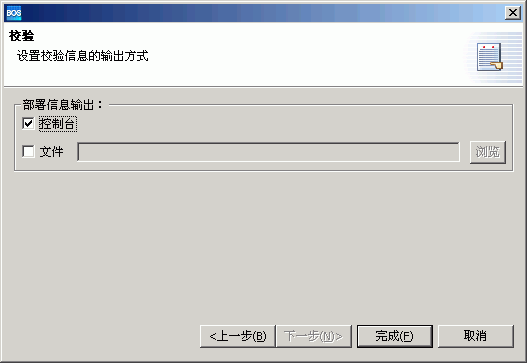 BOS
校验
设置校验信息的输出方式
部署信息输出：
控制台
文件 浏览
<上一步(B) 下一步(N)> 完成(F) 取消